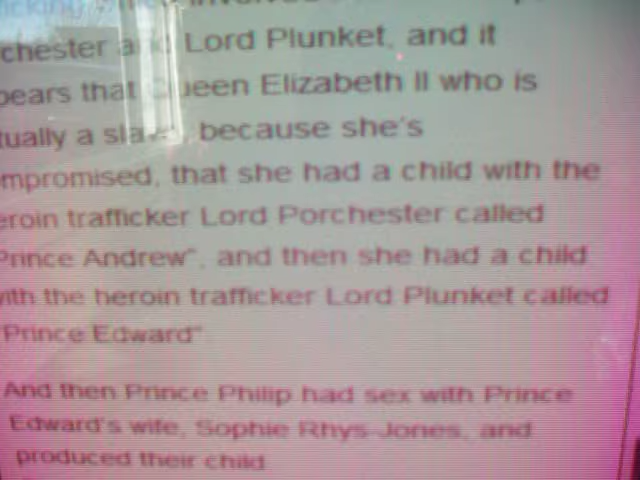 involved
chester and Lord Plunket, and it
pears that Queen Elizabeth II who is
tually a slave, because she's
mpromised, that she had a child with the
eroin trafficker Lord Porchester called
Prince Andrew", and then she had a child
with the heroin trafficker Lord Plunket called
"Prince Edward"
And then Prince Philip had sex with Prince
Edward's wife, Sophie Rhys-Jones, and
produced their child